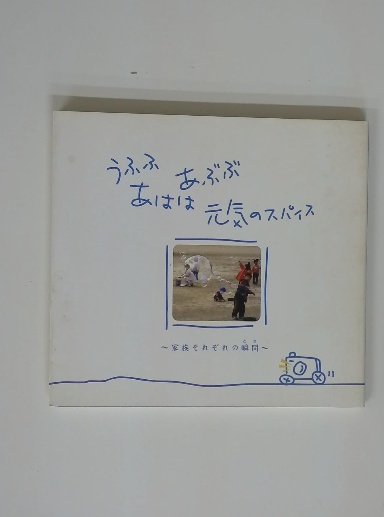 うふふ
あぶぶ
あはは
元気のスパイス
～家族それぞれの瞬間～